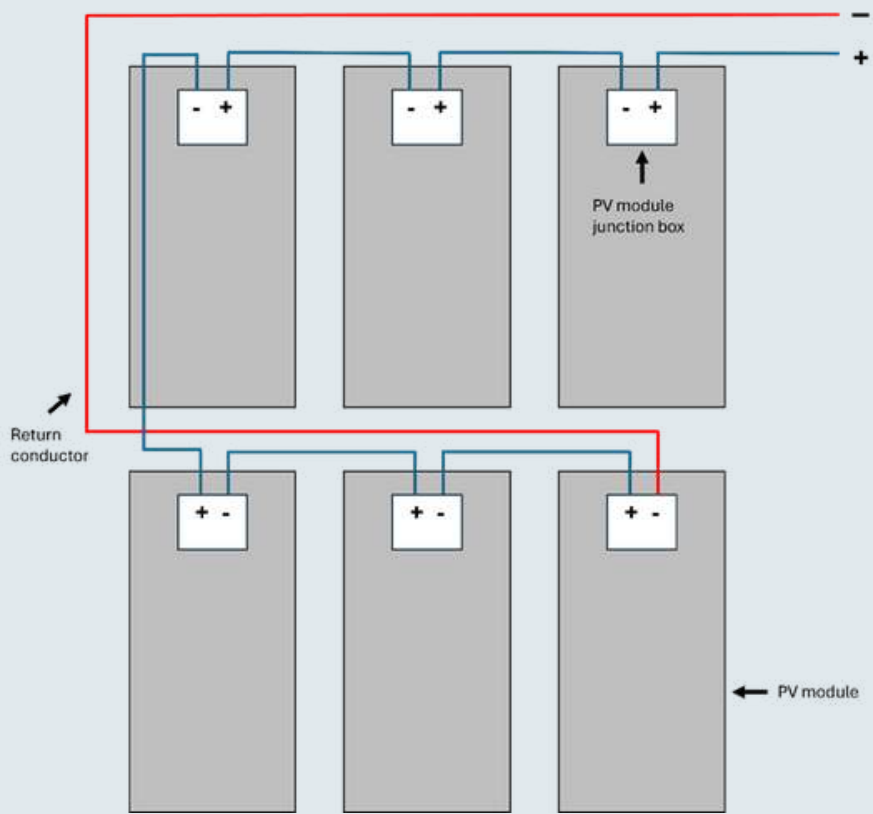 −
+
- +
- +
- +
PV module
junction box
Return
conductor
+ -
+ -
+ -
PV module